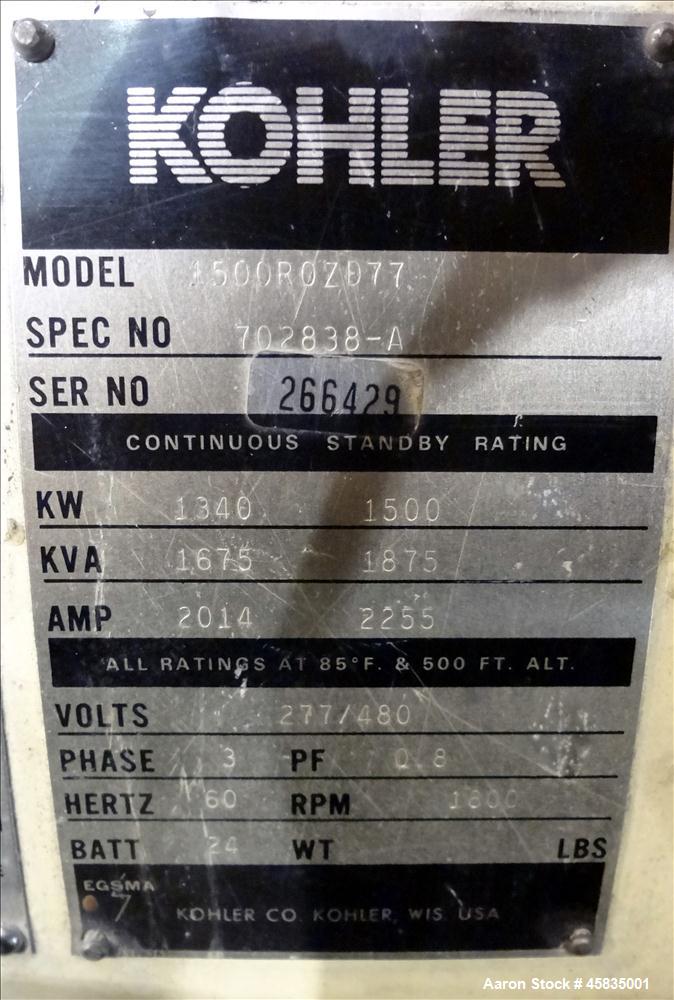 KOHLER
MODEL 1500ROZD77
SPEC NO 702838-A
SER NO 266429
CONTINUOUS STANDBY RATING
KW 1340 1500
KVA 1675 1875
AMP 2014 2255
ALL RATINGS AT 85°F. & 500 FT. ALT.
VOLTS 277/480
PHASE 3 PF 0.8
HERTZ 60 RPM 1800
BATT 24 WT LBS
EGSMA
KOHLER CO. KOHLER, WIS. USA
Aaron Stock # 45835001